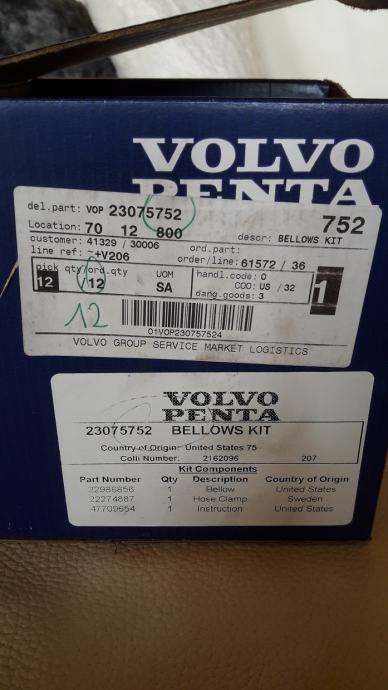 VOLVO
PENTA
del.part: VOP 23075752
752
Location: 70 12 800
descr: BELLOWS KIT
customer: 41329 / 30006
ord.part:
line ref: -+V206
order/line: 61572 / 36
pick qty/ord.qty UOM handl.code: 0
COO: US / 32
12 12 SA
dang.goods: 3
1
12
01VOP230757524
VOLVO GROUP SERVICE MARKET LOGISTICS
VOLVO
PENTA
23075752 BELLOWS KIT
Country of Origin: United States 75
Colli Number: 2162096 207
Kit Components
Part Number Qty Description Country of Origin
22988856 1 Bellow United States
22274887 1 Hose Clamp Sweden
47709654 1 Instruction United States